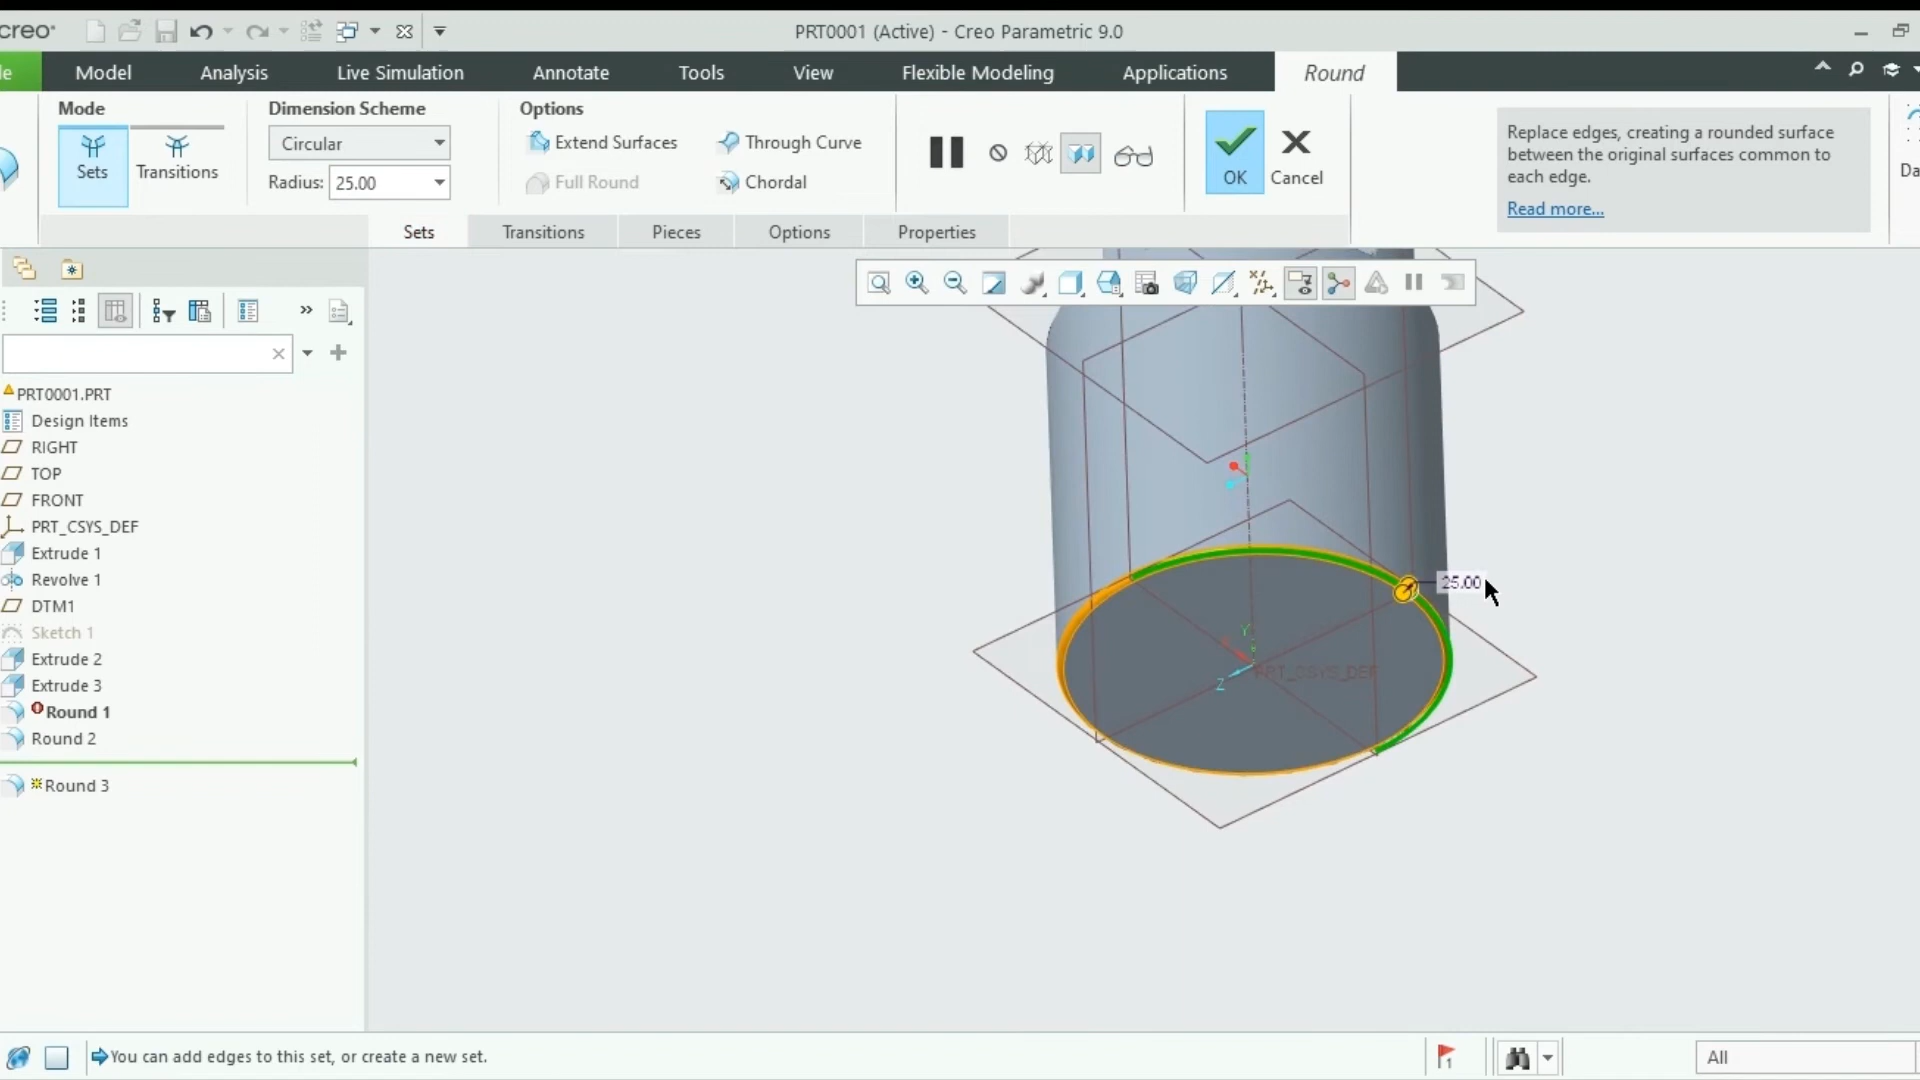 creo
PRT0001 (Active) - Creo Parametric 9.0
le
Model
Analysis
Live Simulation
Annotate
Tools
View
Flexible Modeling
Applications
Round
Mode
Dimension Scheme
Options
Sets
Transitions
Circular
Radius: 25.00
Extend Surfaces
Through Curve
Full Round
Chordal
OK
Cancel
Replace edges, creating a rounded surface
between the original surfaces common to
each edge.
Read more...
Da
Sets
Transitions
Pieces
Options
Properties
PRT0001.PRT
Design Items
RIGHT
TOP
FRONT
PRT_CSYS_DEF
Extrude 1
Revolve 1
DTM1
Sketch 1
Extrude 2
Extrude 3
Round 1
Round 2
Round 3
25.00
Y
PRT_CSYS_DEF
Z
You can add edges to this set, or create a new set.
1
All